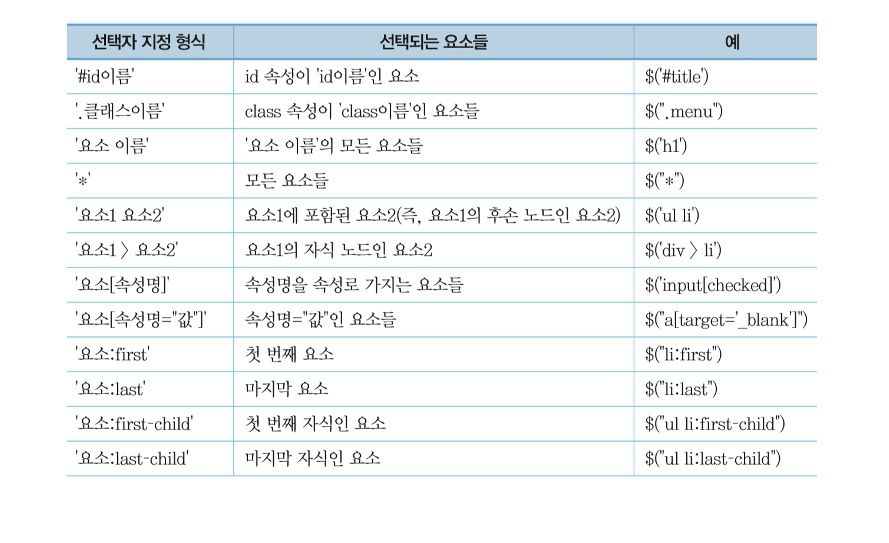 선택자 지정 형식 선택되는 요소들 예
'#id이름' id 속성이 'id이름'인 요소 $('#title')
'.클래스이름' class 속성이 'class이름'인 요소들 $(".menu")
'요소 이름' '요소 이름'의 모든 요소들 $('h1')
'*' 모든 요소들 $("*")
'요소1 요소2' 요소1에 포함된 요소2(즉, 요소1의 후손 노드인 요소2) $('ul li')
'요소1 > 요소2' 요소1의 자식 노드인 요소2 $('div > li')
'요소[속성명]' 속성명을 속성로 가지는 요소들 $('input[checked]')
'요소[속성명="값"]' 속성명="값"인 요소들 $("a[target='_blank']")
'요소:first' 첫 번째 요소 $("li:first")
'요소:last' 마지막 요소 $("li:last")
'요소:first-child' 첫 번째 자식인 요소 $("ul li:first-child")
'요소:last-child' 마지막 자식인 요소 $("ul li:last-child")